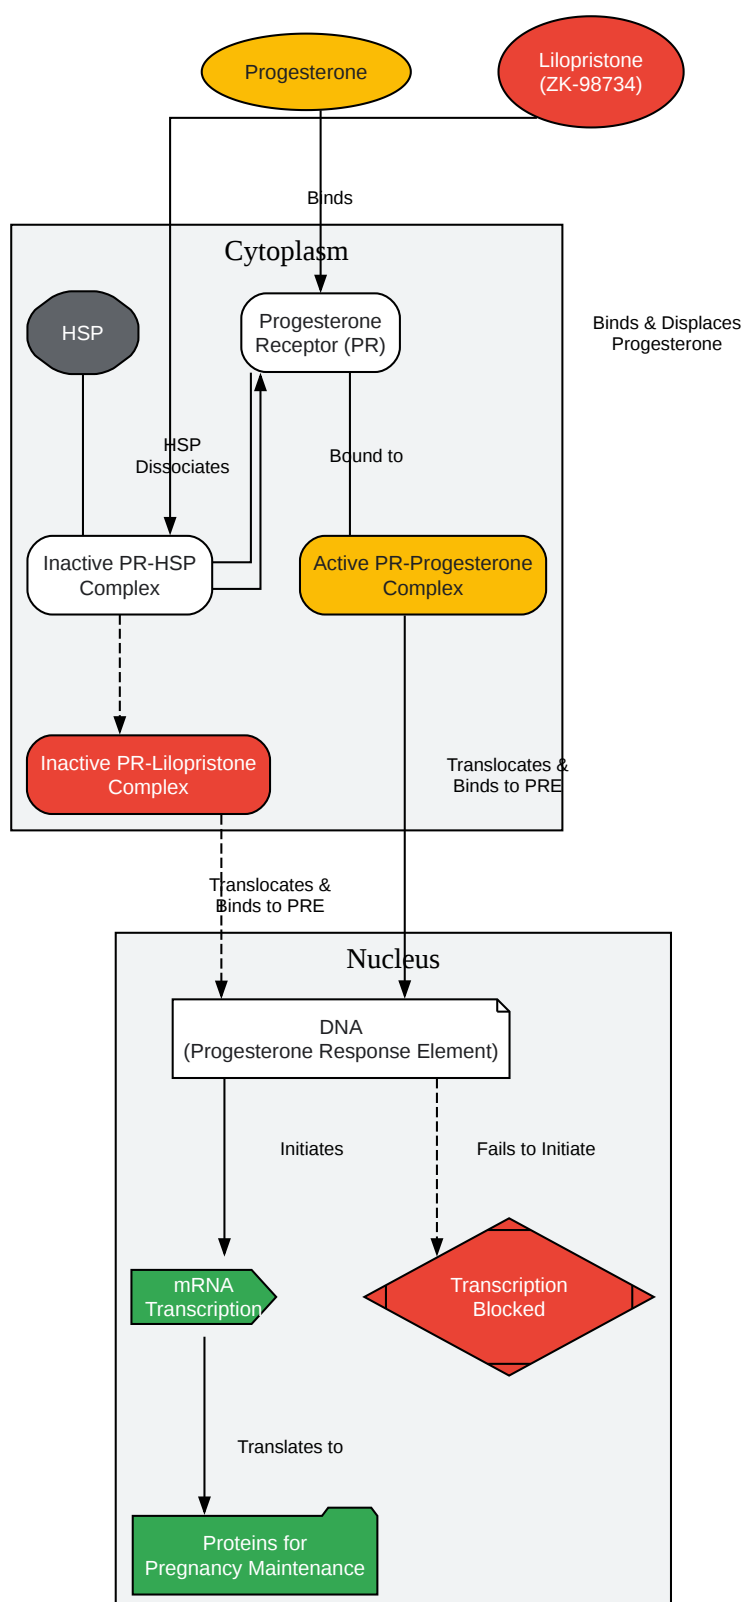 Progesterone
Lilopristone
(ZK-98734)
Binds
Cytoplasm
HSP
Progesterone
Receptor (PR)
Binds & Displaces
Progesterone
HSP
Dissociates
Bound to
Inactive PR-HSP
Complex
Active PR-Progesterone
Complex
Inactive PR-Lilopristone
Complex
Translocates &
Binds to PRE
Translocates &
Binds to PRE
Nucleus
DNA
(Progesterone Response Element)
Initiates
Fails to Initiate
mRNA
Transcription
Transcription
Blocked
Translates to
Proteins for
Pregnancy Maintenance